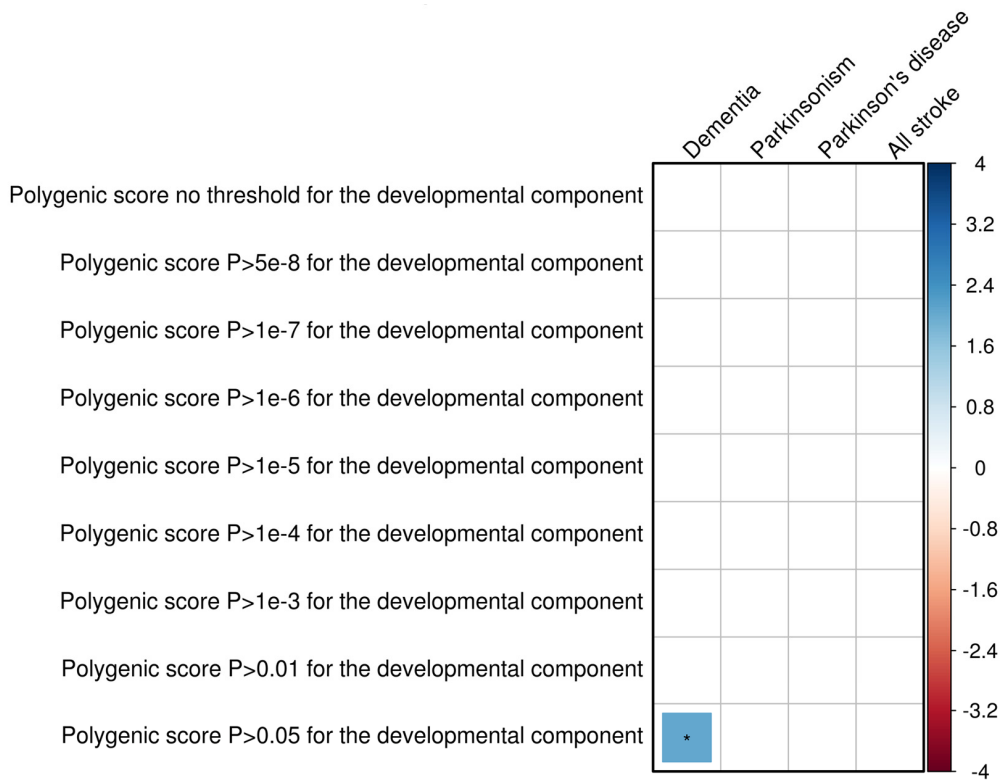 Dementia
Parkinsonism
Parkinson's disease
All stroke
Polygenic score no threshold for the developmental component
Polygenic score P>5e-8 for the developmental component
Polygenic score P>1e-7 for the developmental component
Polygenic score P>1e-6 for the developmental component
Polygenic score P>1e-5 for the developmental component
Polygenic score P>1e-4 for the developmental component
Polygenic score P>1e-3 for the developmental component
Polygenic score P>0.01 for the developmental component
Polygenic score P>0.05 for the developmental component
*
4
3.2
2.4
1.6
0.8
0
-0.8
-1.6
-2.4
-3.2
-4